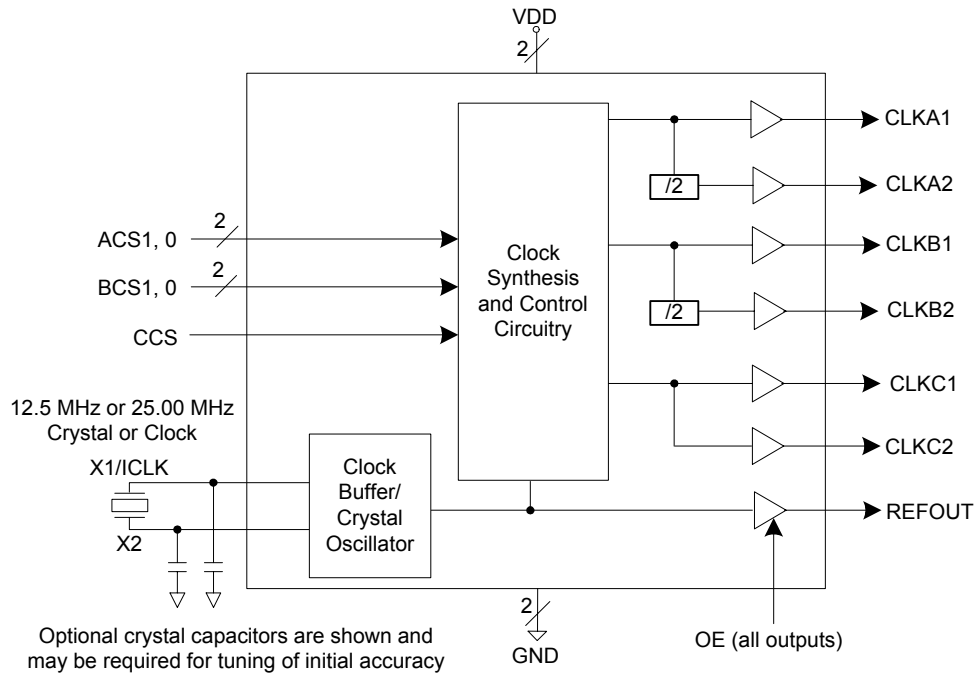 VDD
2
CLKA1
/2
CLKA2
2
ACS1, 0
CLKB1
2
BCS1, 0
Clock
Synthesis
and Control
Circuitry
/2
CLKB2
CCS
CLKC1
12.5 MHz or 25.00 MHz
Crystal or Clock
CLKC2
X1/ICLK
Clock
Buffer/
Crystal
Oscillator
REFOUT
X2
2
GND
OE (all outputs)
Optional crystal capacitors are shown and
may be required for tuning of initial accuracy